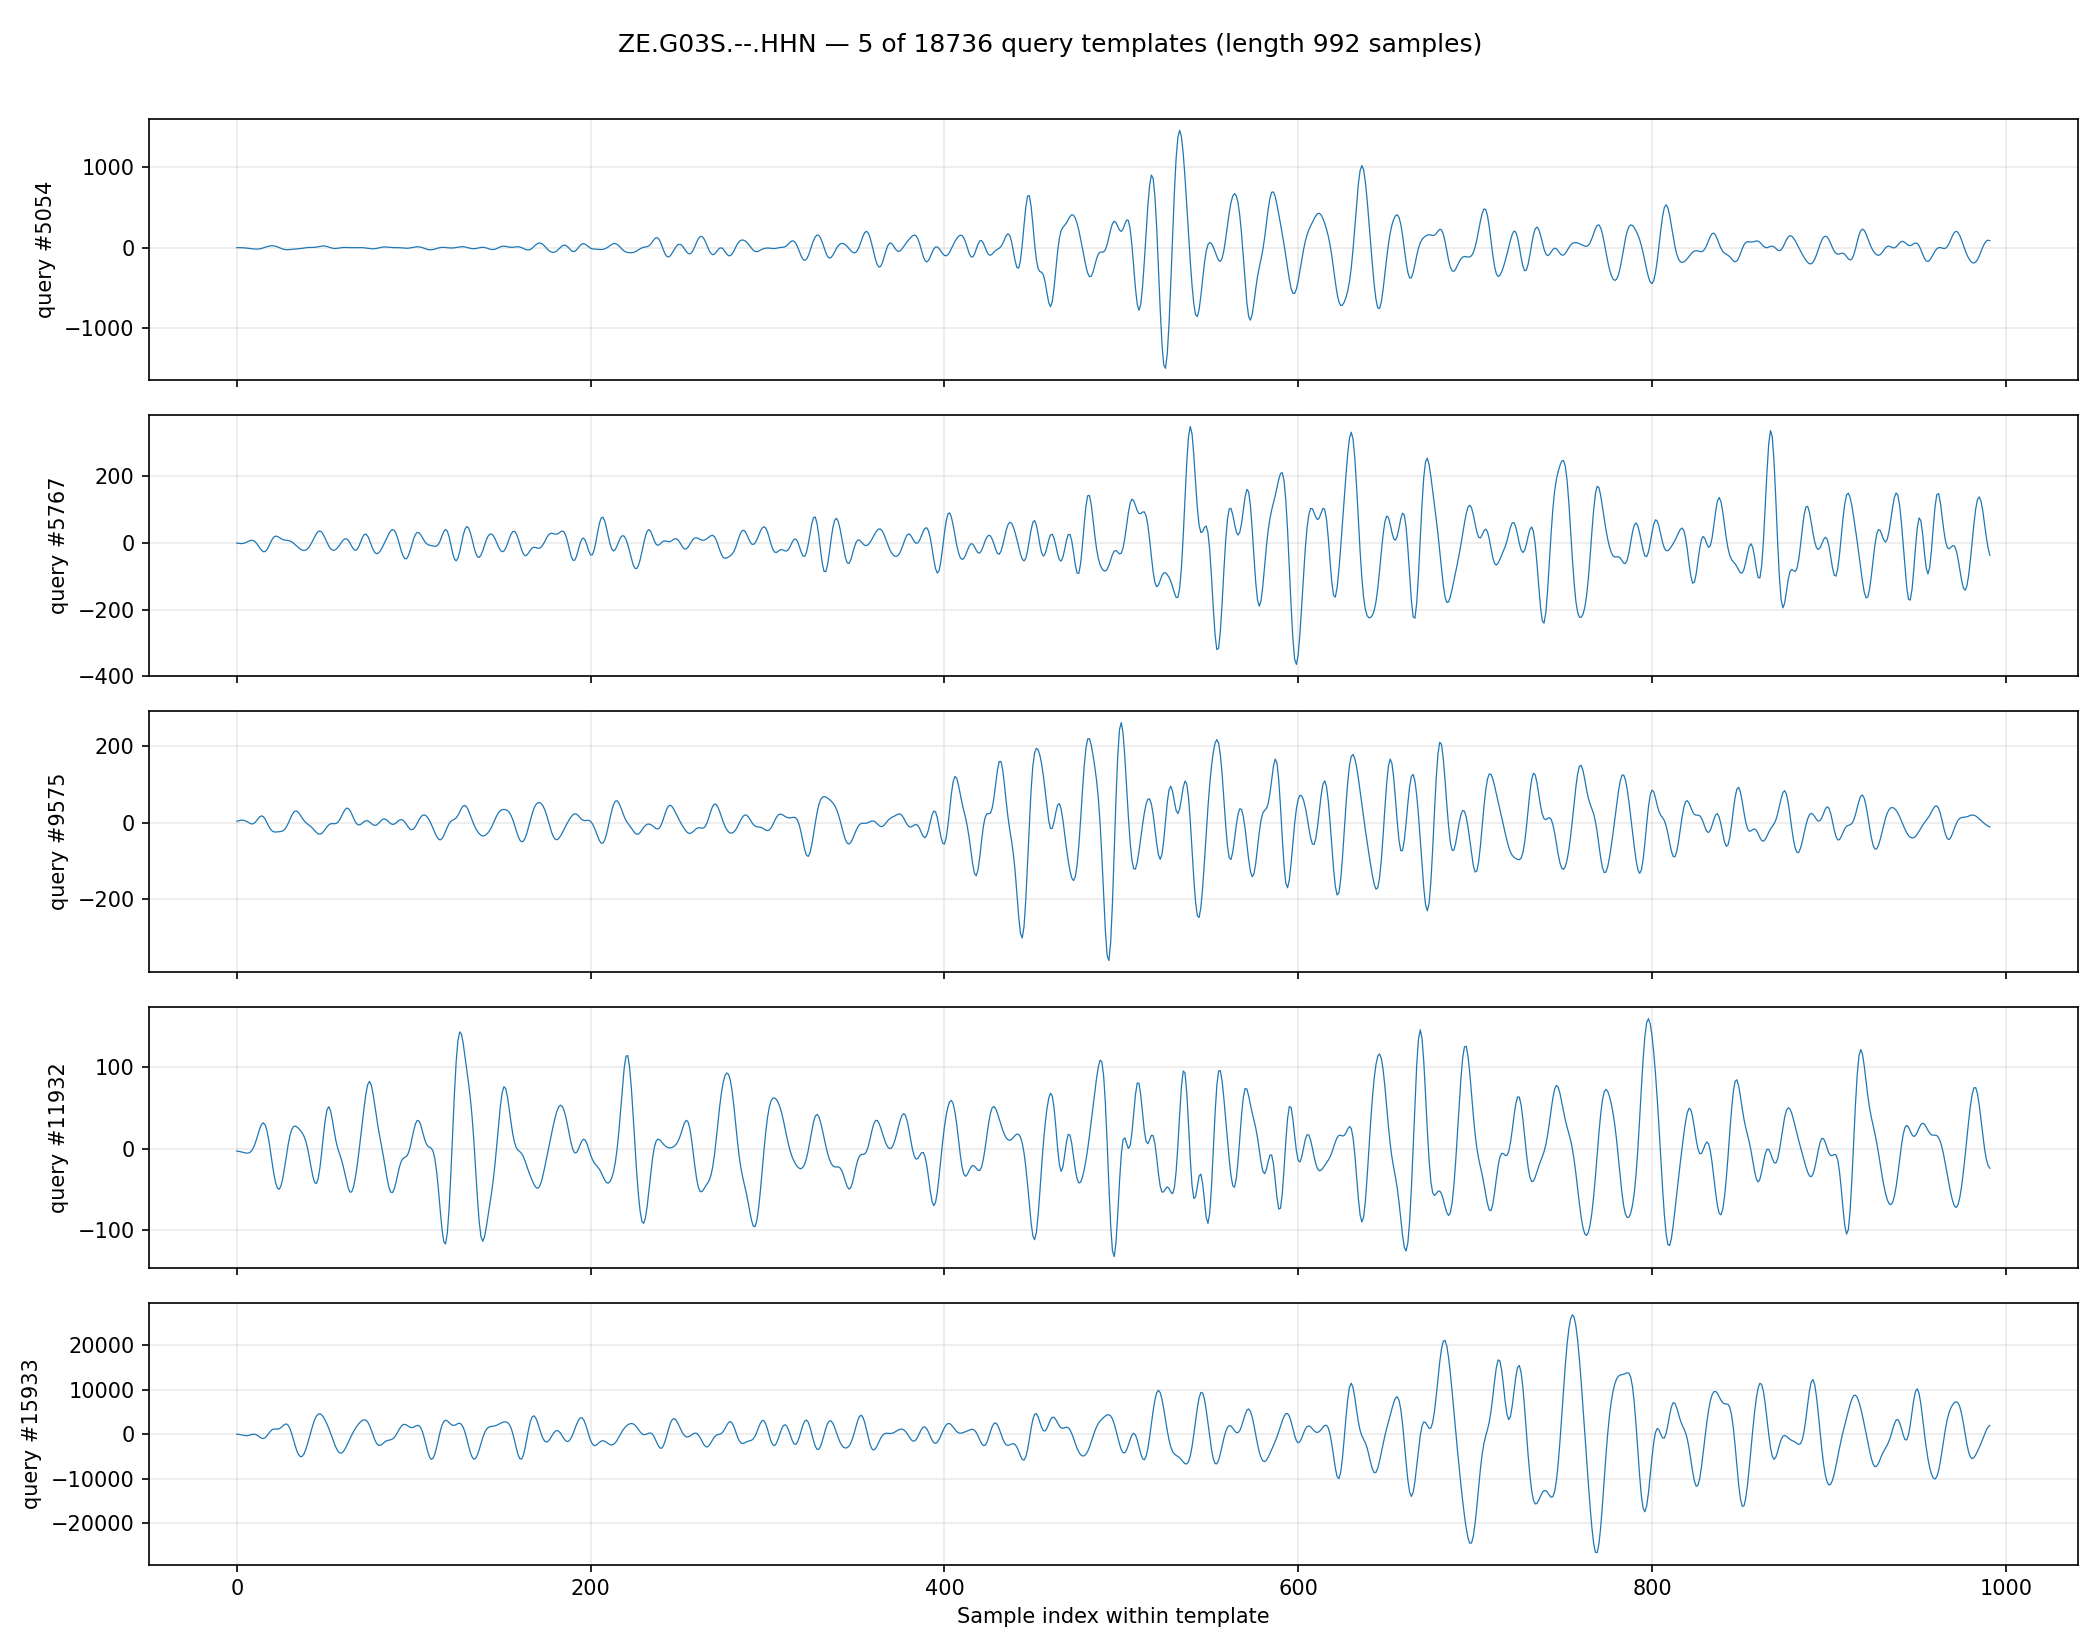 ZE.G03S.--.HHN — 5 of 18736 query templates (length 992 samples)
query #5054
1000
0
−1000
query #5767
200
0
−200
−400
query #9575
200
0
−200
query #11932
100
0
−100
query #15933
20000
10000
0
−10000
−20000
0 200 400 600 800 1000
Sample index within template